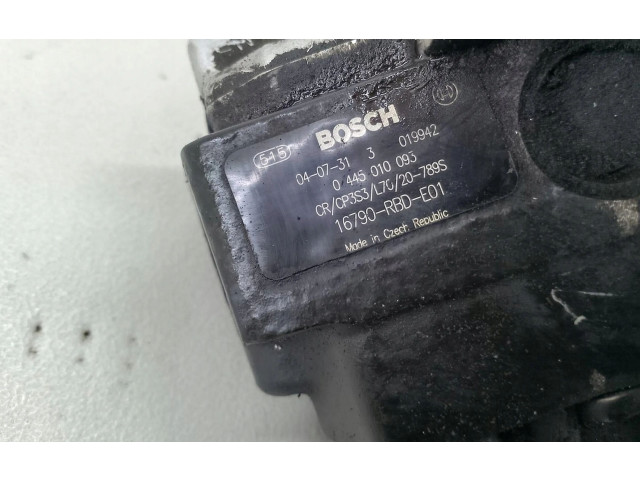 515 BOSCH
04-07-31 3 019942
0 445 010 093
CR/CP3S3/L70/20-789S
16790-RBD-E01
Made in Czech Republic